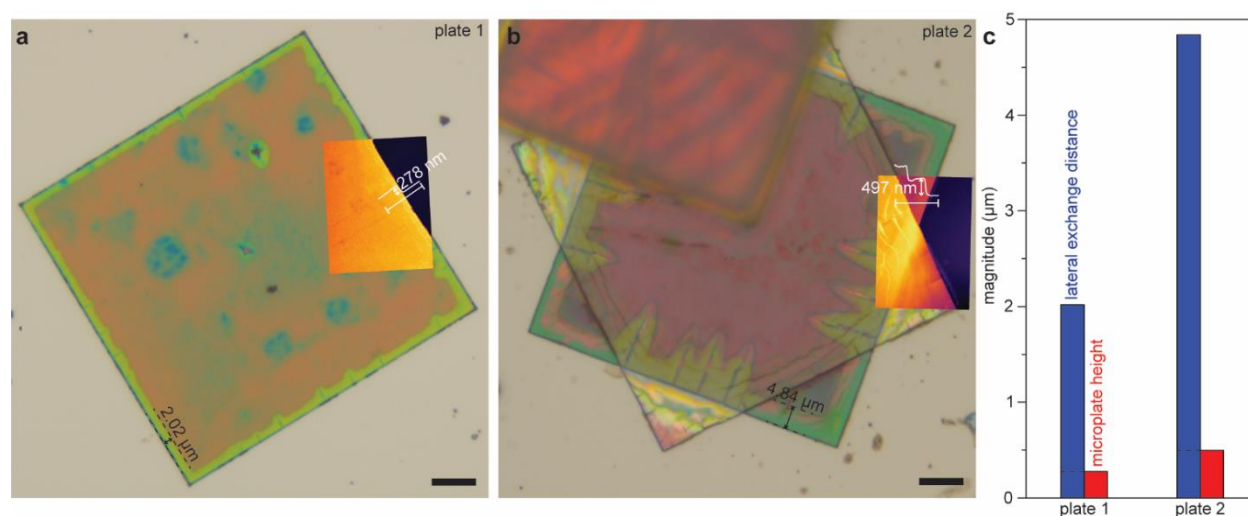 a
plate 1
278 nm
2.02 µm
b
plate 2
497 nm
4.84 µm
c
5
4
3
2
1
0
magnitude (µm)
lateral exchange distance
microplate height
plate 1
plate 2